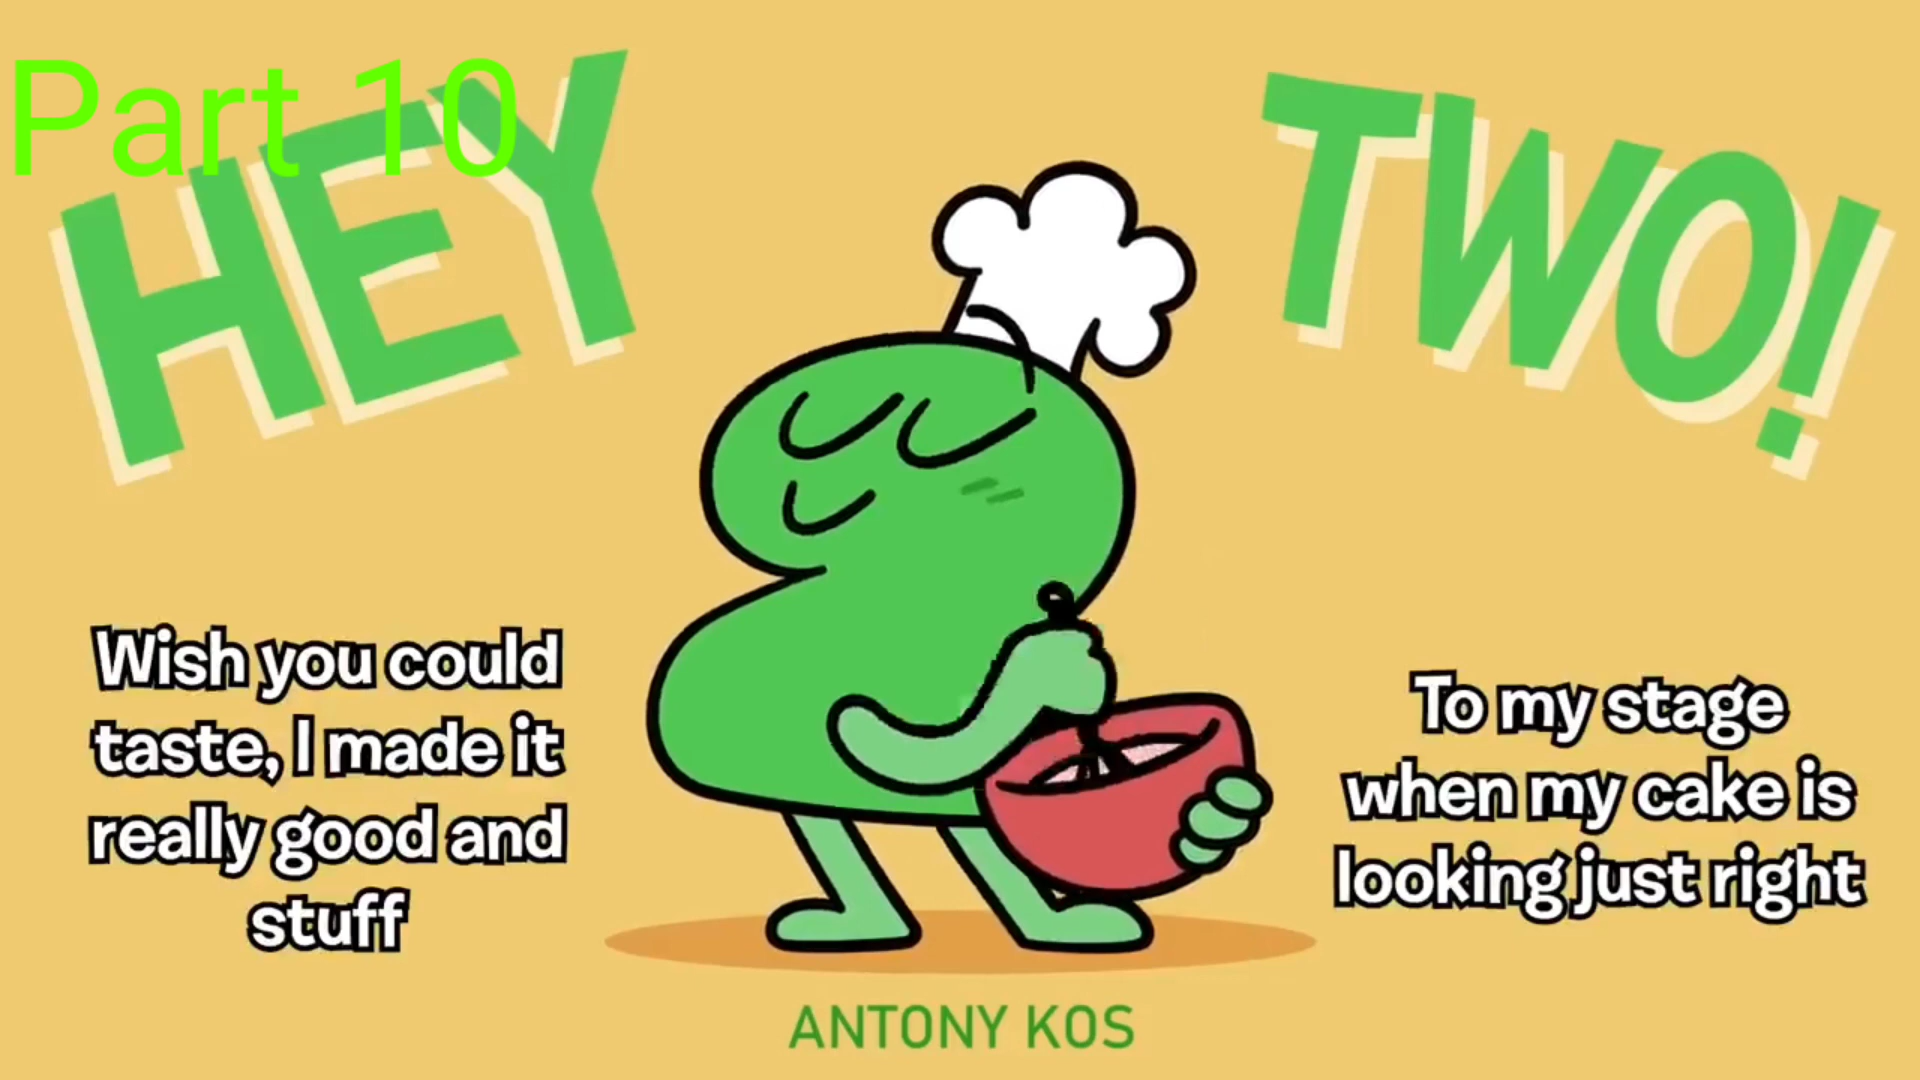 Part 10
HEY
TWO!
Wish you could
taste, I made it
really good and
stuff
To my stage
when my cake is
looking just right
ANTONY KOS